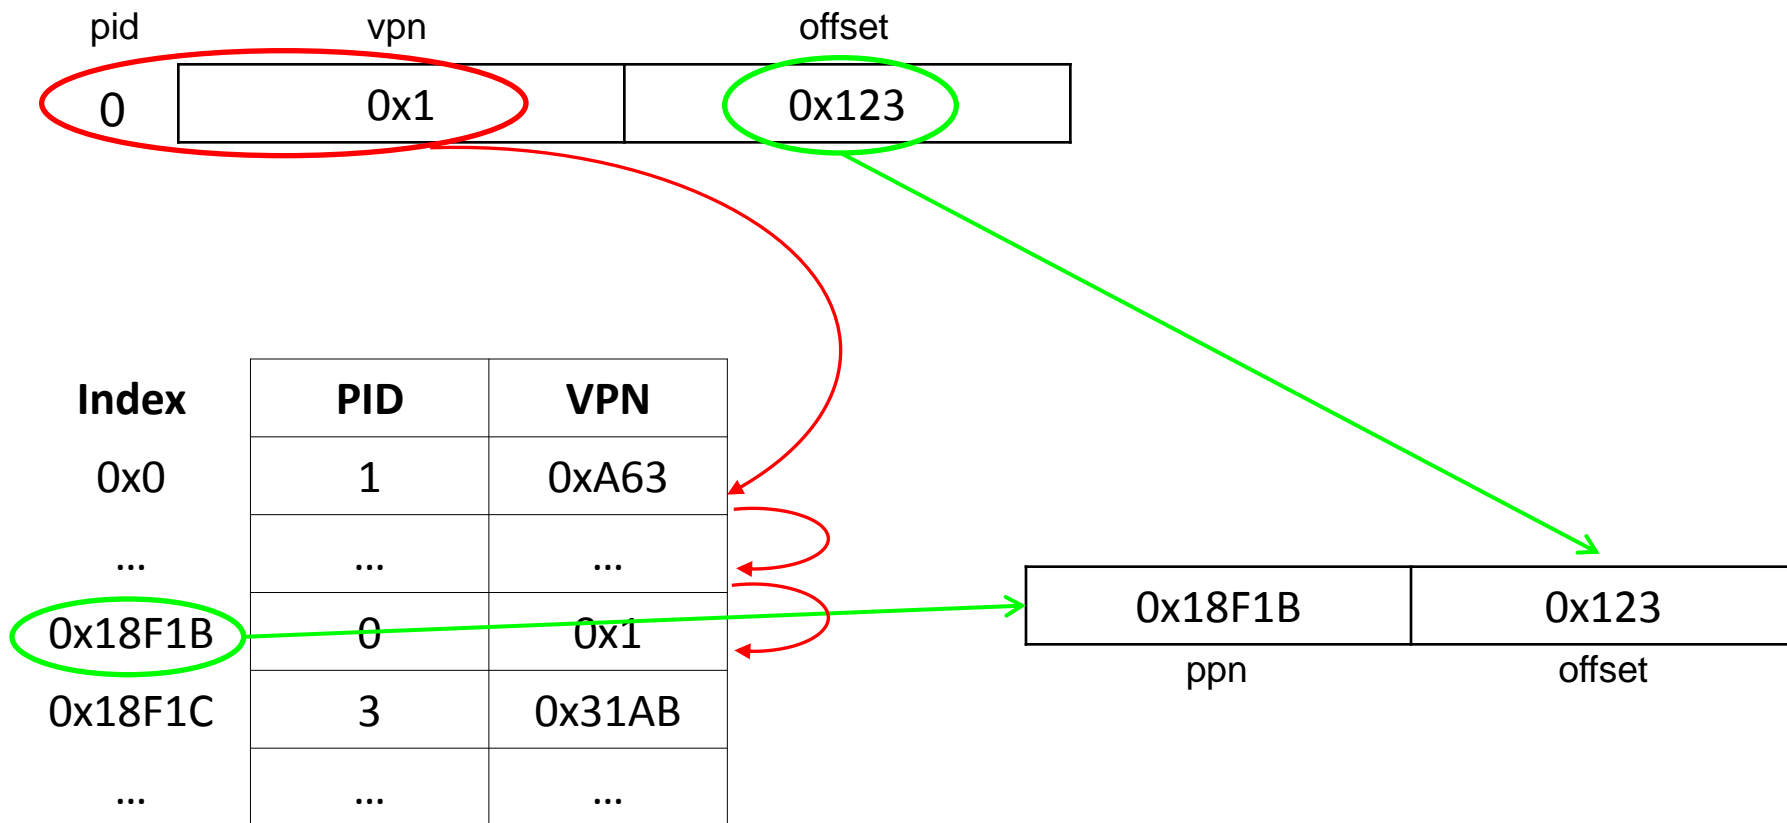 pid vpn offset
0 0x1 0x123
Index PID VPN
0x0 1 0xA63
... ... ...
0x18F1B 0 0x1
0x18F1C 3 0x31AB
... ... ...
0x18F1B 0x123
ppn offset